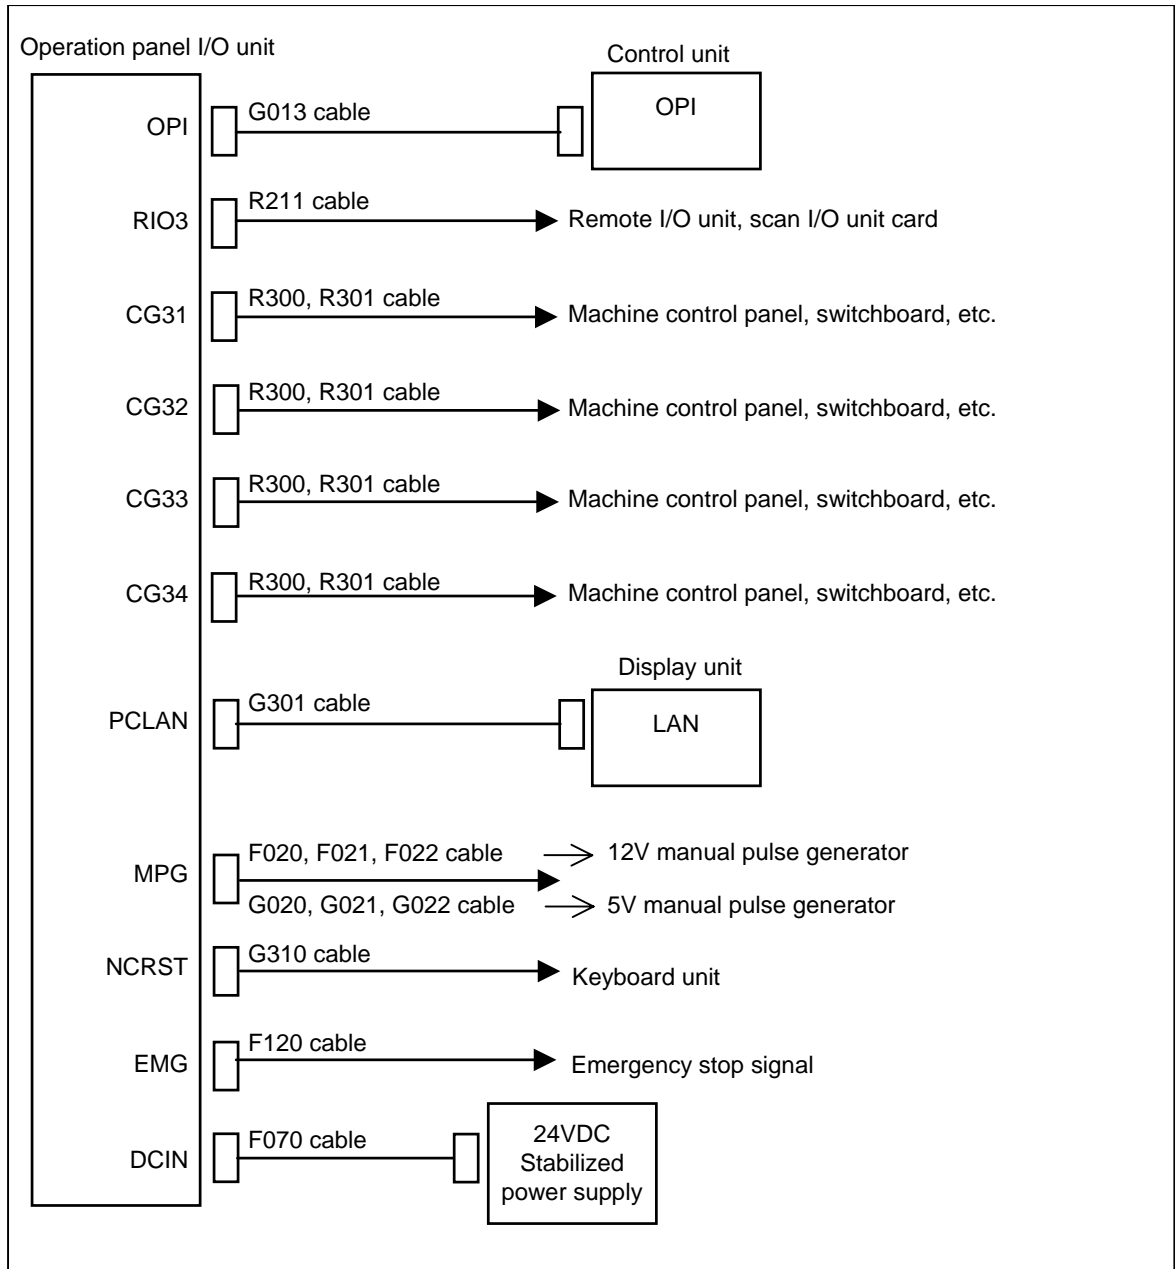 Operation panel I/O unit
Control unit
OPI
G013 cable
OPI
RIO3
R211 cable
Remote I/O unit, scan I/O unit card
CG31
R300, R301 cable
Machine control panel, switchboard, etc.
CG32
R300, R301 cable
Machine control panel, switchboard, etc.
CG33
R300, R301 cable
Machine control panel, switchboard, etc.
CG34
R300, R301 cable
Machine control panel, switchboard, etc.
Display unit
PCLAN
G301 cable
LAN
MPG
F020, F021, F022 cable
12V manual pulse generator
G020, G021, G022 cable
5V manual pulse generator
NCRST
G310 cable
Keyboard unit
EMG
F120 cable
Emergency stop signal
DCIN
F070 cable
24VDC
Stabilized
power supply